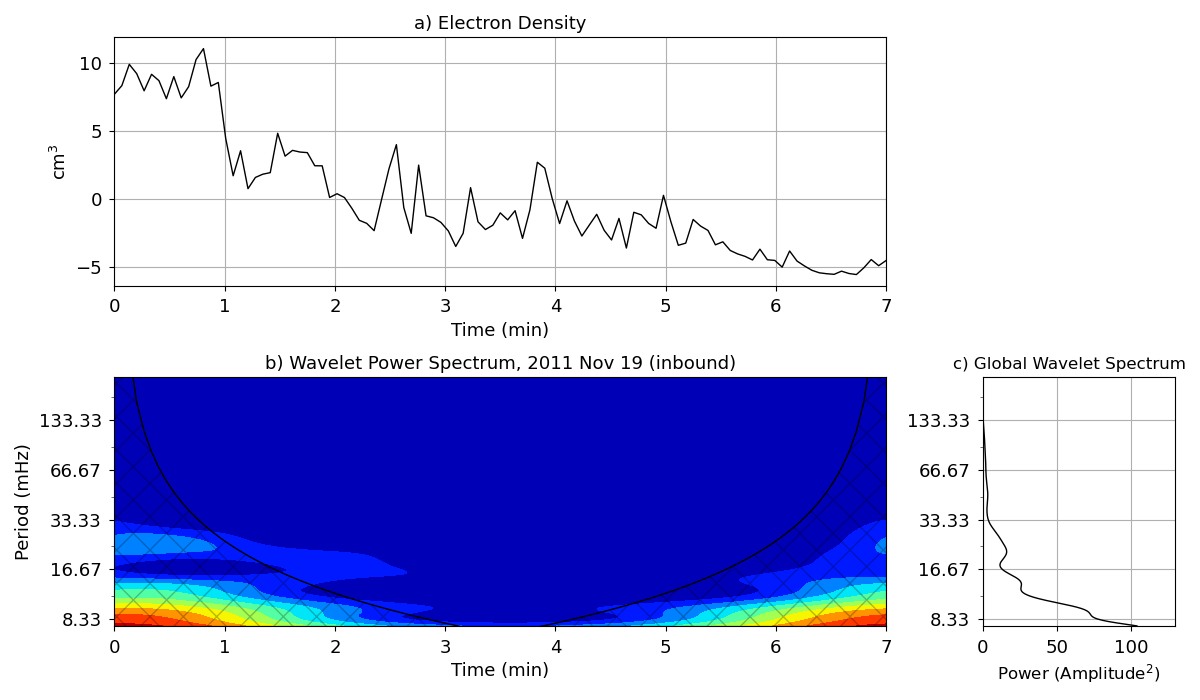 a) Electron Density
10
5
0
−5
cm³
0 1 2 3 4 5 6 7
Time (min)
b) Wavelet Power Spectrum, 2011 Nov 19 (inbound)
133.33
66.67
33.33
16.67
8.33
Period (mHz)
0 1 2 3 4 5 6 7
Time (min)
c) Global Wavelet Spectrum
133.33
66.67
33.33
16.67
8.33
0 50 100
Power (Amplitude²)